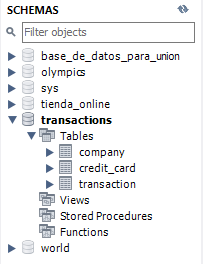 SCHEMAS
Filter objects
base_de_datos_para_union
olympics
sys
tienda_online
transactions
Tables
company
credit_card
transaction
Views
Stored Procedures
Functions
world